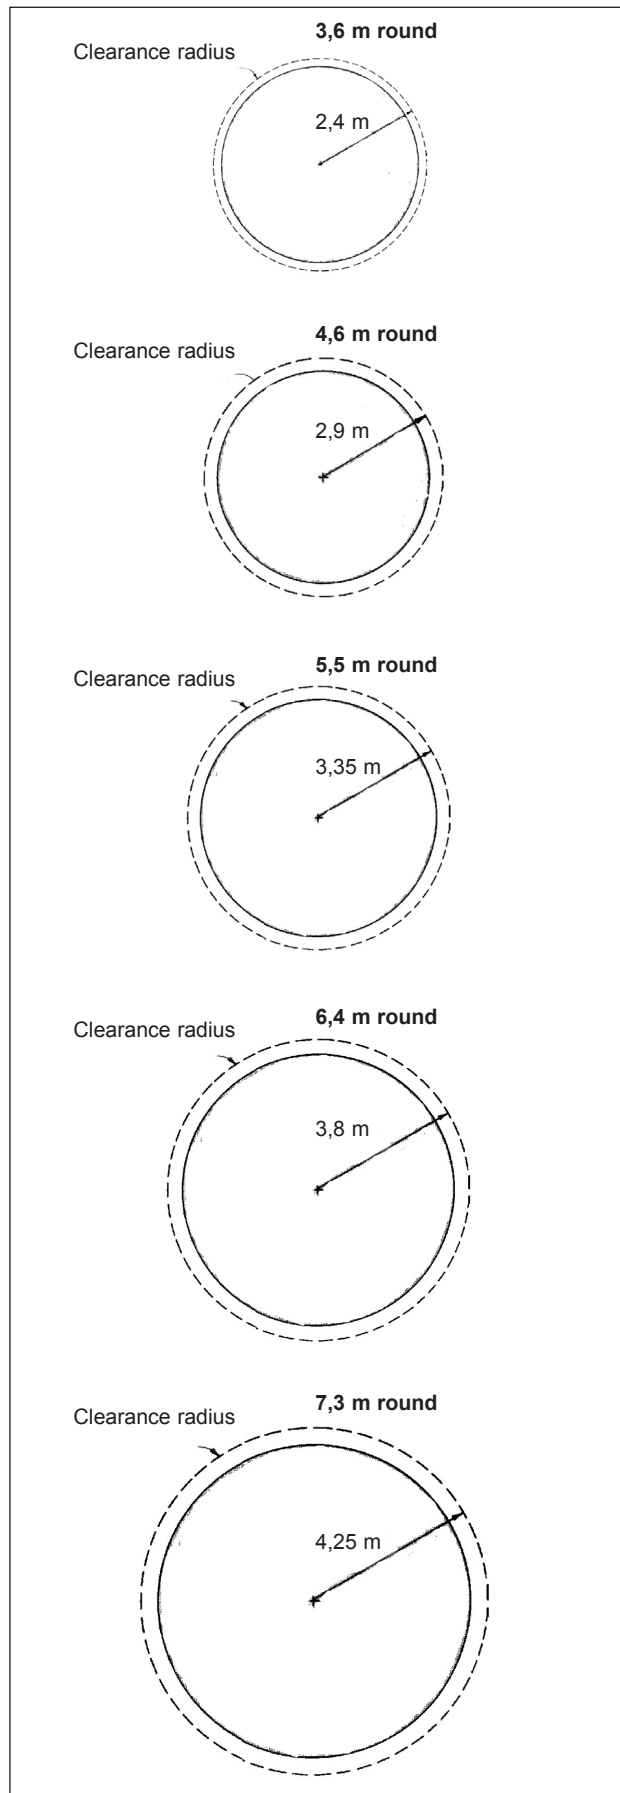 3,6 m round
Clearance radius
2,4 m
4,6 m round
Clearance radius
2,9 m
5,5 m round
Clearance radius
3,35 m
6,4 m round
Clearance radius
3,8 m
7,3 m round
Clearance radius
4,25 m